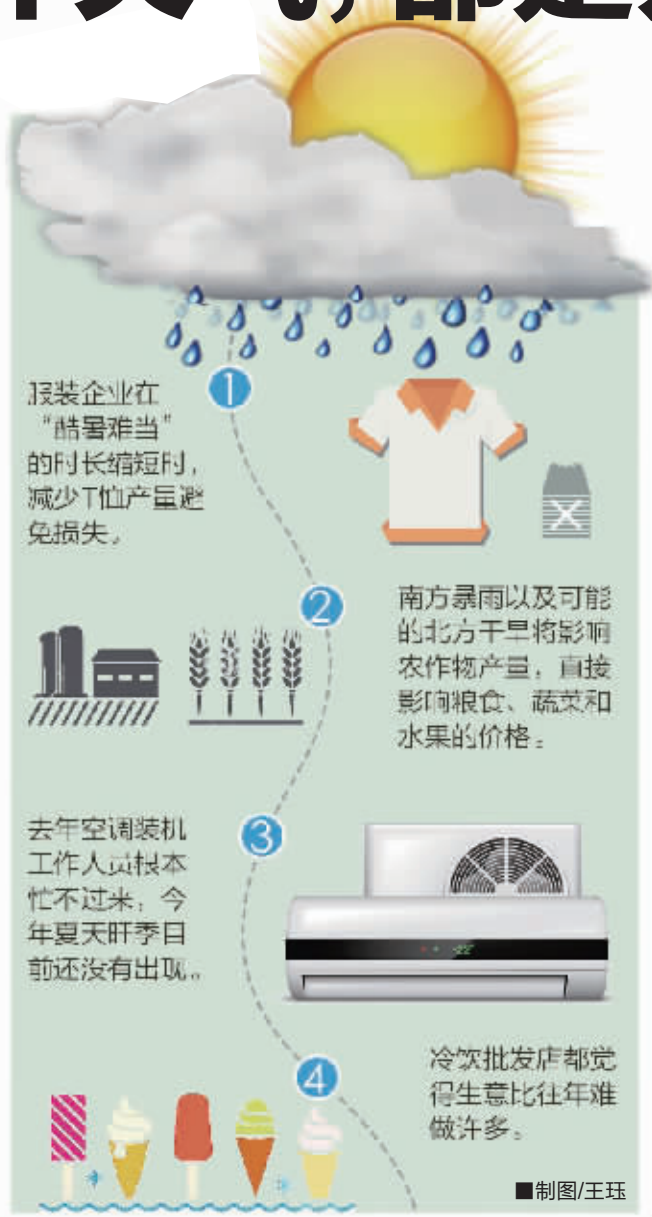 1
服装企业在
“酷暑难当”
的时长缩短时，
减少T恤产量避
免损失。
2
南方暴雨以及可能
的北方干旱将影响
农作物产量，直接
影响粮食、蔬菜和
水果的价格。
3
去年空调装机
工作人员根本
忙不过来，今
年夏天旺季目
前还没有出现。
4
冷饮批发店都觉
得生意比往年难
做许多。
■制图/王珏